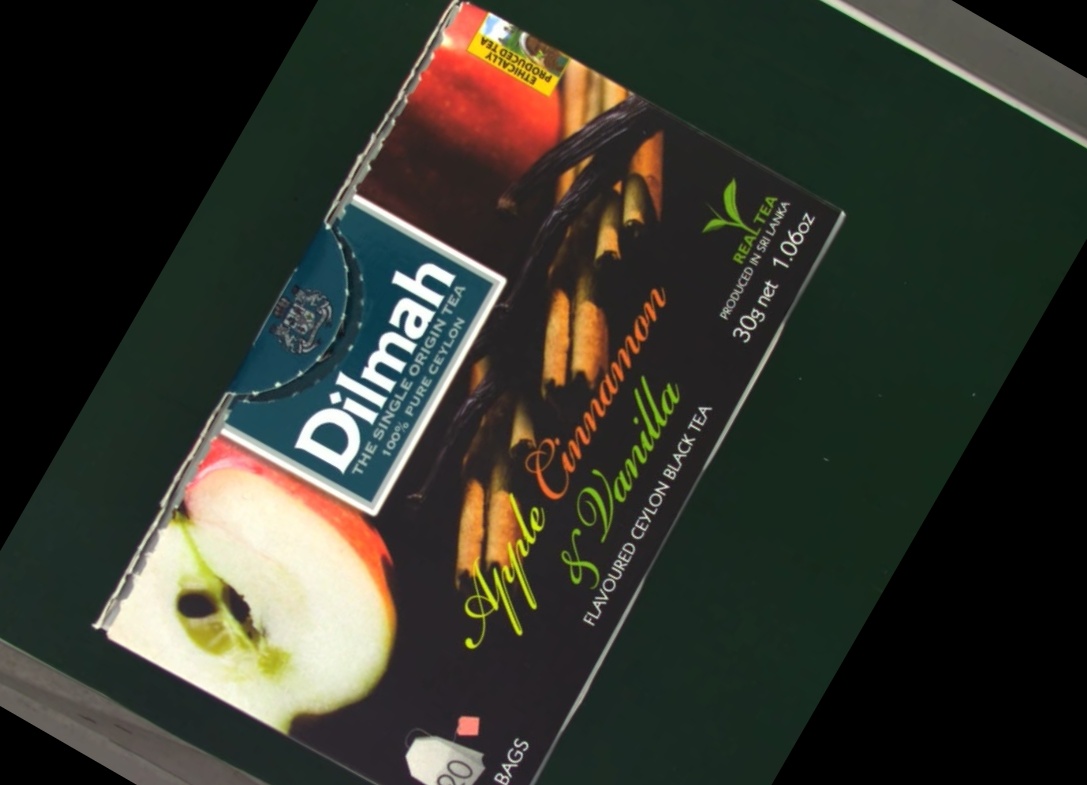 ETHICALLY
PRODUCED TEA
Dilmah
THE SINGLE ORIGIN TEA
100% PURE CEYLON
Apple Cinnamon
& Vanilla
FLAVOURED CEYLON BLACK TEA
REAL TEA
PRODUCED IN SRI LANKA
30g net 1.06oz
20
BAGS